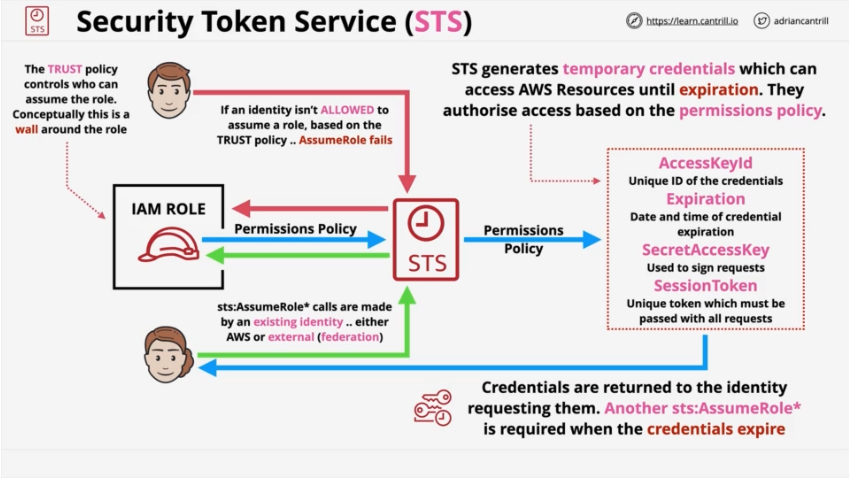 STS
Security Token Service (STS)
https://learn.cantrill.io
adriancantrill
The TRUST policy
controls who can
assume the role.
Conceptually this is a
wall around the role
If an identity isn't ALLOWED to
assume a role, based on the
TRUST policy .. AssumeRole fails
STS generates temporary credentials which can
access AWS Resources until expiration. They
authorise access based on the permissions policy.
IAM ROLE
Permissions Policy
STS
Permissions
Policy
AccessKeyId
Unique ID of the credentials
Expiration
Date and time of credential
expiration
SecretAccessKey
Used to sign requests
SessionToken
Unique token which must be
passed with all requests
sts:AssumeRole* calls are made
by an existing identity .. either
AWS or external (federation)
Credentials are returned to the identity
requesting them. Another sts:AssumeRole*
is required when the credentials expire